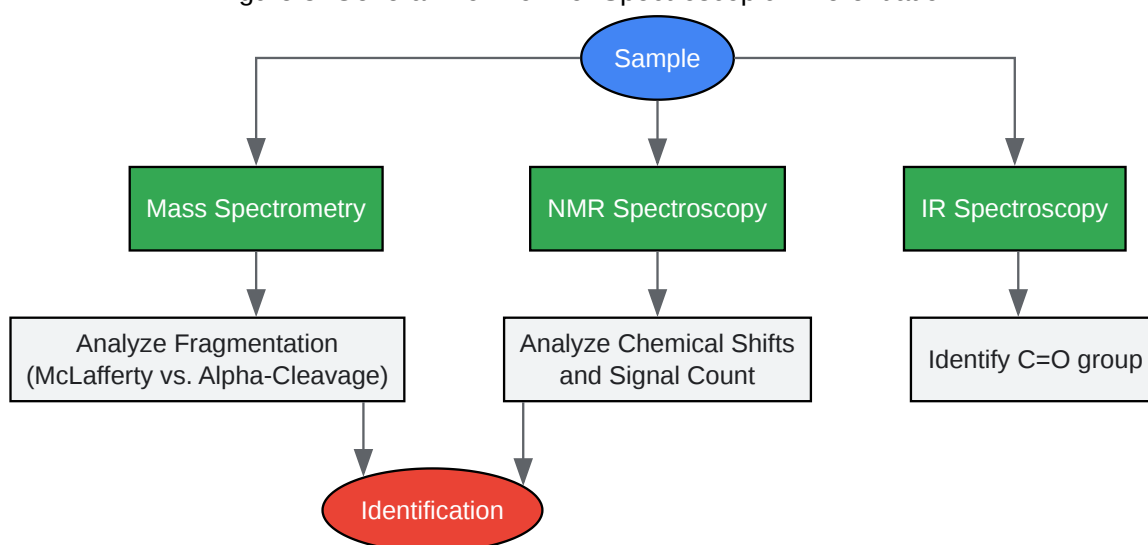 Sample
Mass Spectrometry
NMR Spectroscopy
IR Spectroscopy
Analyze Fragmentation
(McLafferty vs. Alpha-Cleavage)
Analyze Chemical Shifts
and Signal Count
Identify C=O group
Identification